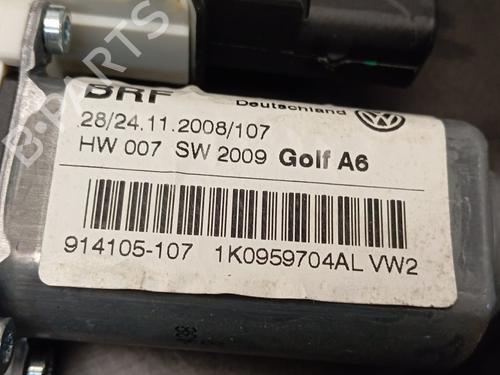 BRF Deutschland
28/24.11.2008/107
HW 007 SW 2009 Golf A6
914105-107 1K0959704AL VW2
B-PARTS